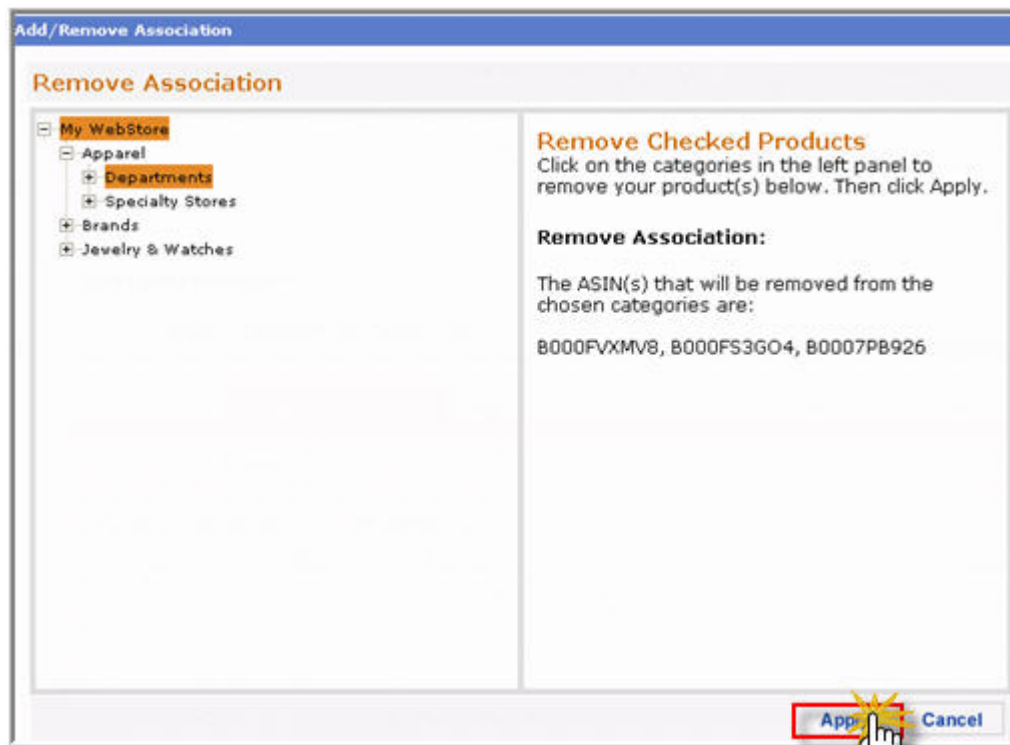 Add/Remove Association
Remove Association
My WebStore
Apparel
Departments
Specialty Stores
Brands
Jewelry & Watches
Remove Checked Products
Click on the categories in the left panel to
remove your product(s) below. Then click Apply.
Remove Association:
The ASIN(s) that will be removed from the
chosen categories are:
B000FVXMV8, B000FS3GO4, B0007PB926
App
Cancel